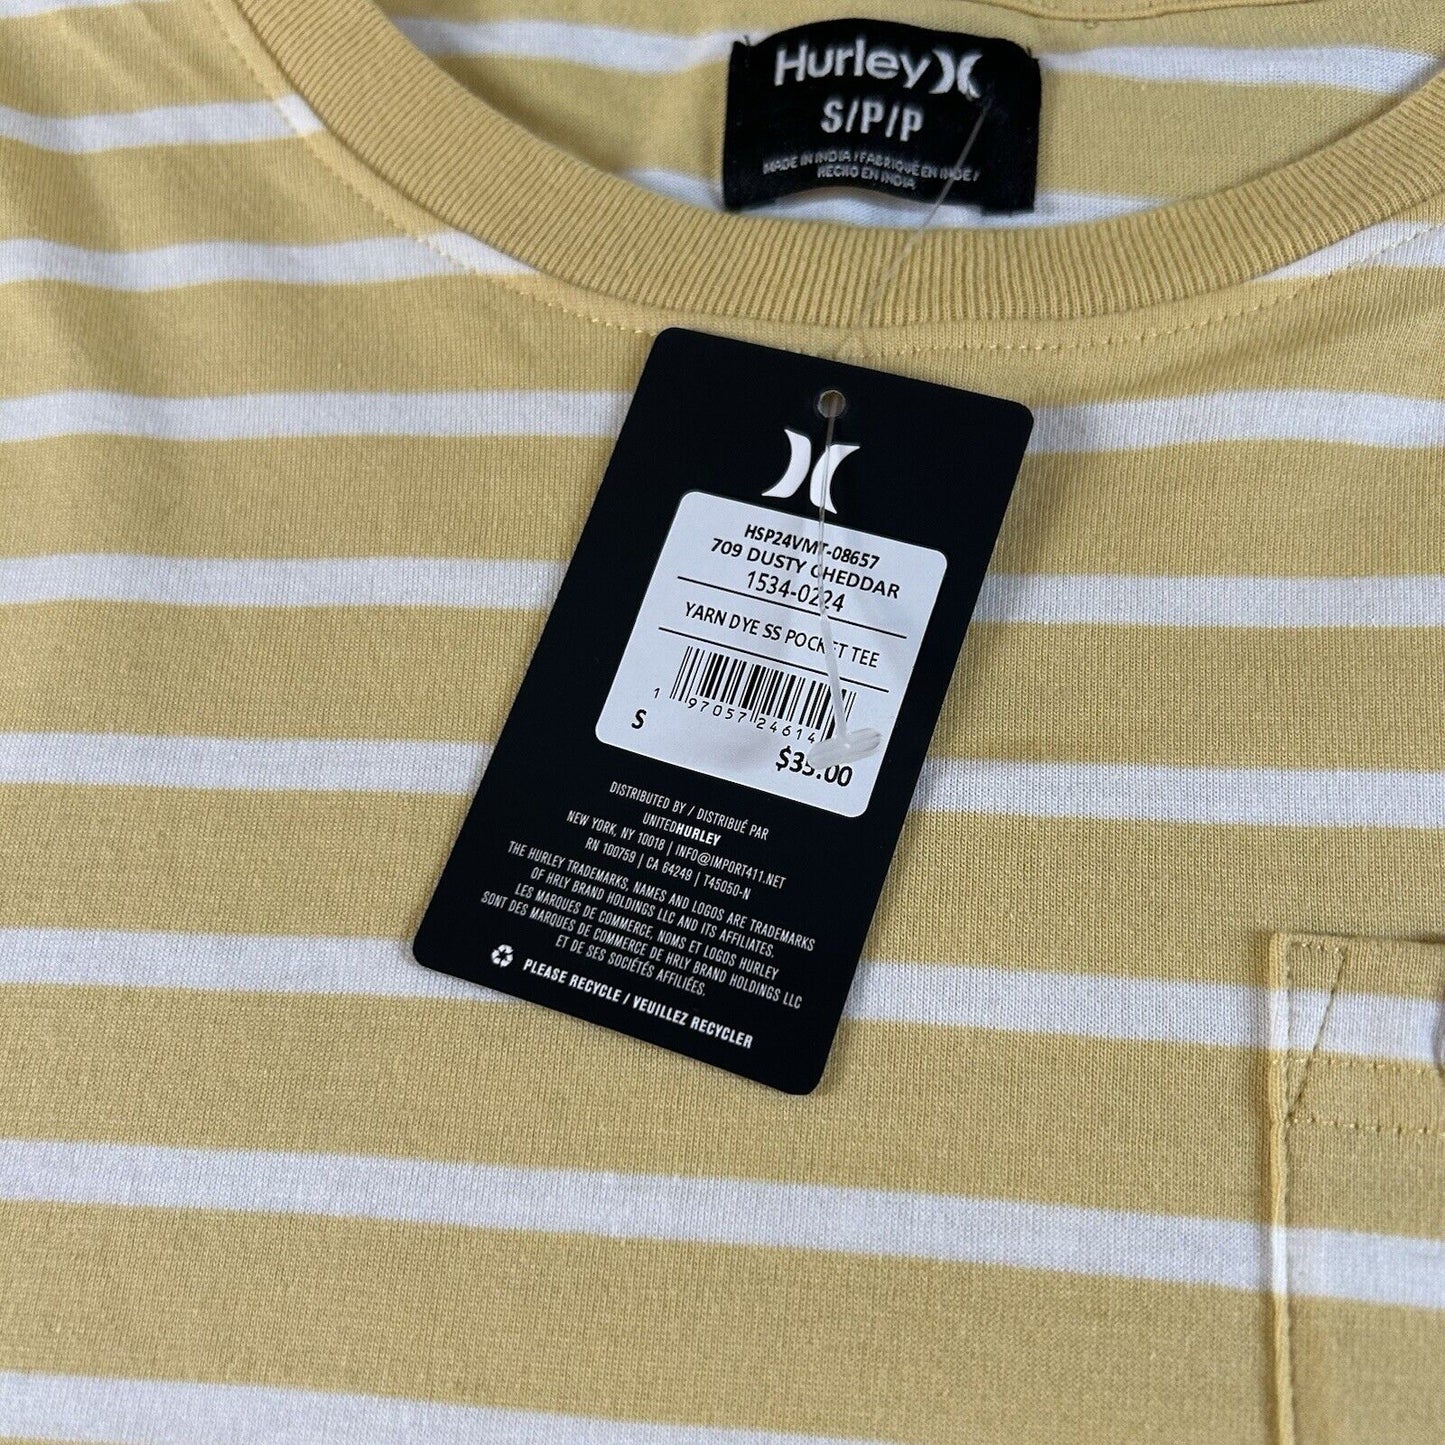 Hurley
S/P/P
MADE IN INDIA / FABRIQUÉ EN INDE /
HECHO EN INDIA
HSP24VMT-08657
709 DUSTY CHEDDAR
1534-0224
YARN DYE SS POCKET TEE
1 97057 24614
S
$35.00
DISTRIBUTED BY / DISTRIBUÉ PAR
UNITEDHURLEY
NEW YORK, NY 10018 | INFO@IMPORT411.NET
RN 100759 | CA 64249 | T45050-N
THE HURLEY TRADEMARKS, NAMES AND LOGOS ARE TRADEMARKS
OF HRLY BRAND HOLDINGS LLC AND ITS AFFILIATES.
LES MARQUES DE COMMERCE, NOMS ET LOGOS HURLEY
SONT DES MARQUES DE COMMERCE DE HRLY BRAND HOLDINGS LLC
ET DE SES SOCIÉTÉS AFFILIÉES.
PLEASE RECYCLE / VEUILLEZ RECYCLER